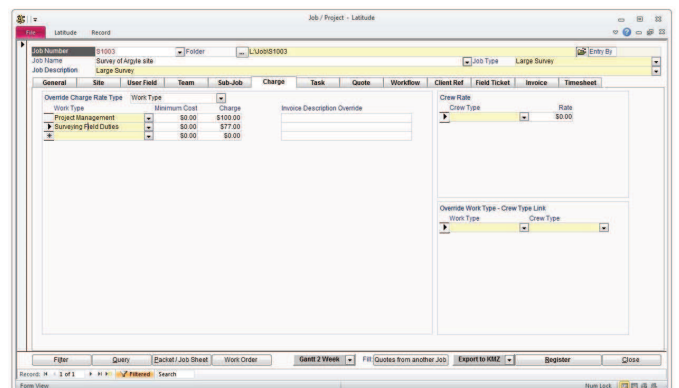 Job / Project - Latitude
File Latitude Record
Job Number S1003 Folder ... L:\Job\S1003 Entry By
Job Name Survey of Argyle site Job Type Large Survey
Job Description Large Survey
General Site User Field Team Sub-Job Charge Task Quote Workflow Client Ref Field Ticket Invoice Timesheet
Override Charge Rate Type Work Type
Work Type Minimum Cost Charge Invoice Description Override
Project Management $0.00 $100.00
Surveying Field Duties $0.00 $77.00
$0.00 $0.00
Crew Rate
Crew Type Rate
$0.00
Override Work Type - Crew Type Link
Work Type Crew Type
Filter Query Packet / Job Sheet Work Order Gantt 2 Week Fill Quotes from another Job Export to KMZ Register Close
Record: 1 of 1 Filtered Search
Form View Num Lock